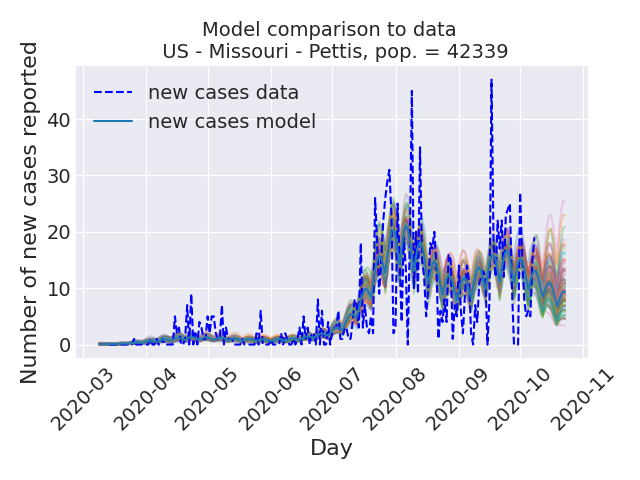 Model comparison to data
US - Missouri - Pettis, pop. = 42339
Number of new cases reported
new cases data
new cases model
40
30
20
10
0
2020-03
2020-04
2020-05
2020-06
2020-07
2020-08
2020-09
2020-10
2020-11
Day